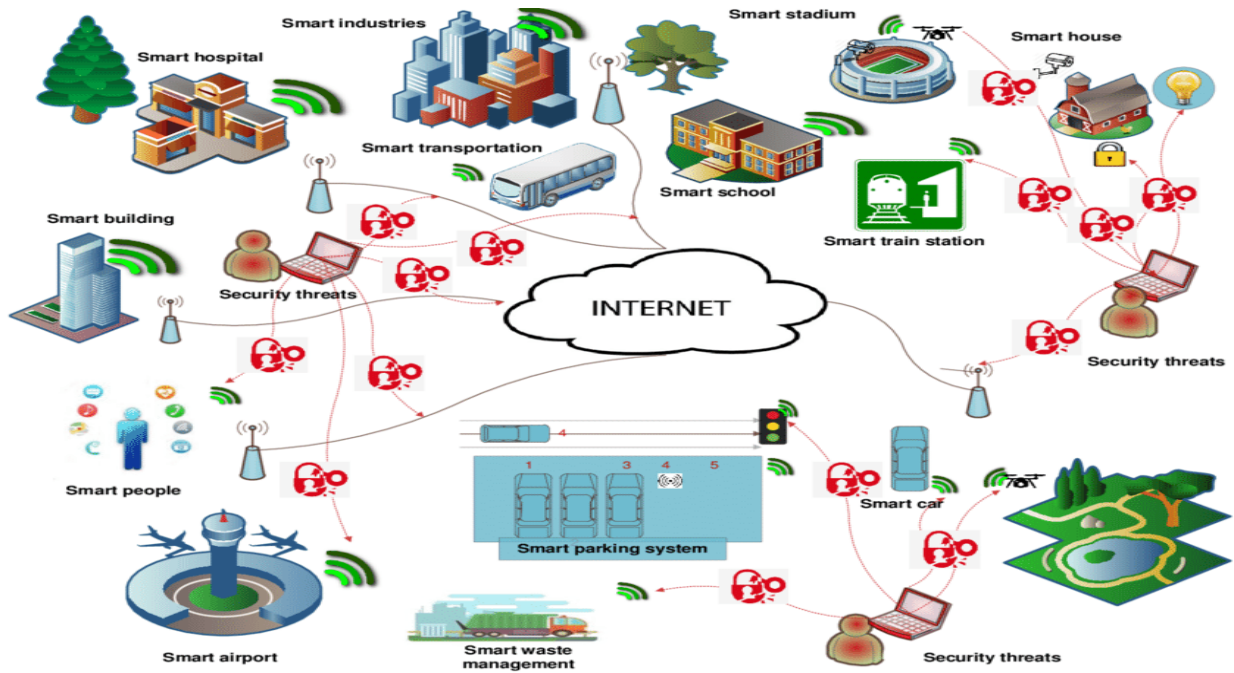 Smart industries
Smart stadium
Smart hospital
Smart house
Smart transportation
Smart school
Smart building
Smart train station
Security threats
INTERNET
Security threats
Smart people
4
1
3
4
5
Smart car
Smart parking system
Smart airport
Smart waste
management
Security threats